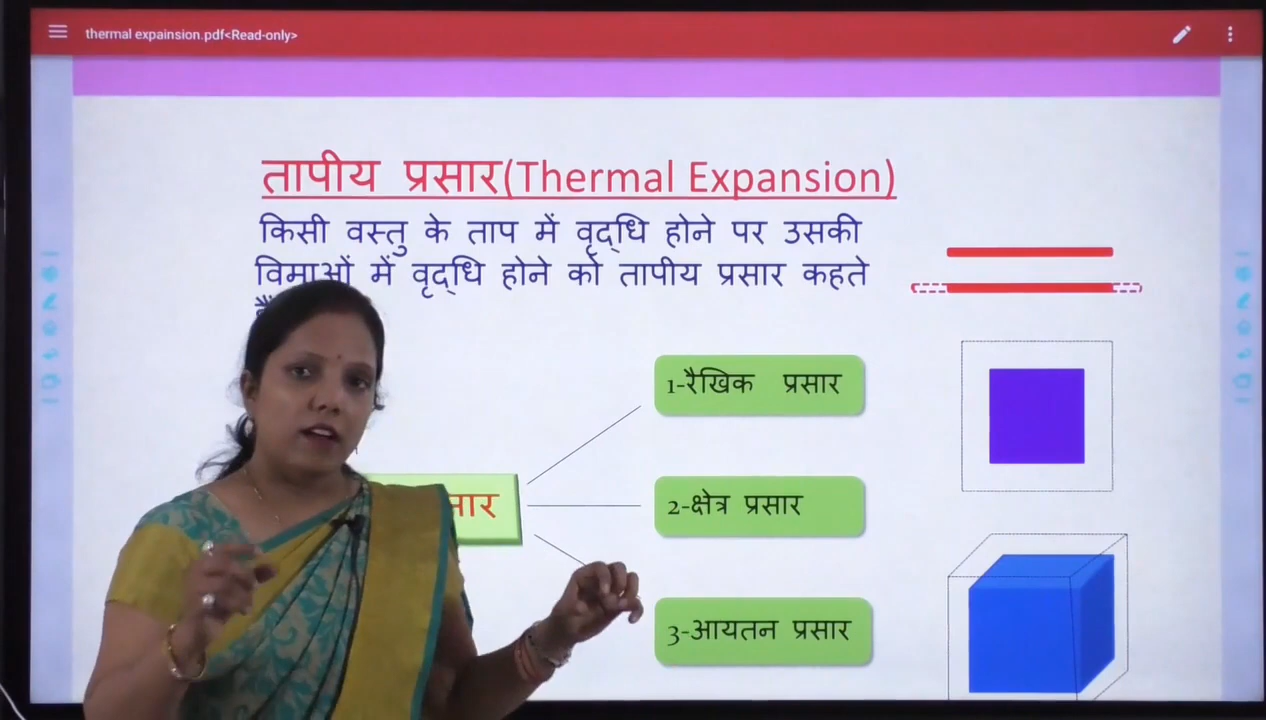 thermal expainsion.pdf<Read-only>
तापीय प्रसार(Thermal Expansion)
किसी वस्तु के ताप में वृद्धि होने पर उसकी
विमाओं में वृद्धि होने को तापीय प्रसार कहते
1-रैखिक प्रसार
2-क्षेत्र प्रसार
3-आयतन प्रसार